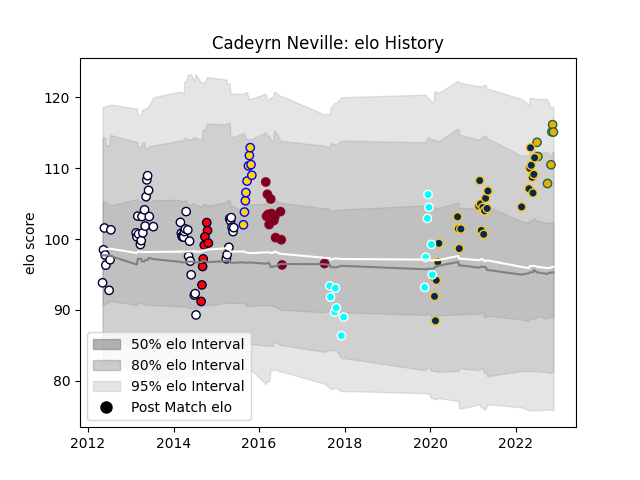 Cadeyrn Neville: elo History
elo score
120
110
100
90
80
50% elo Interval
80% elo Interval
95% elo Interval
Post Match elo
2012
2014
2016
2018
2020
2022